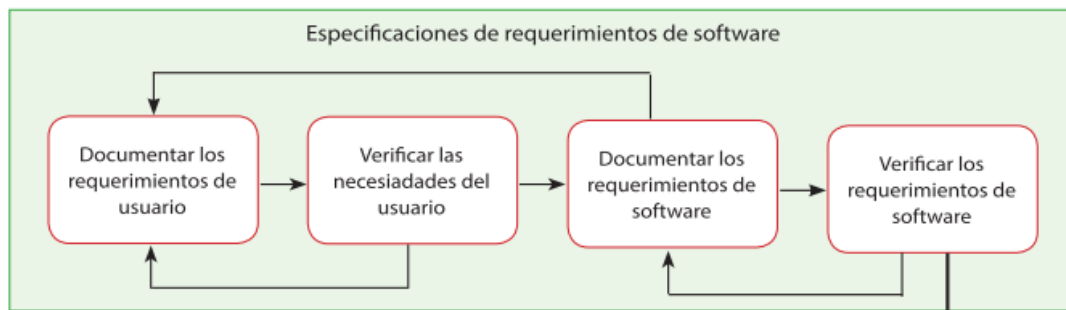 Especificaciones de requerimientos de software
Documentar los
requerimientos de
usuario
Verificar las
necesiadades del
usuario
Documentar los
requerimientos de
software
Verificar los
requerimientos de
software